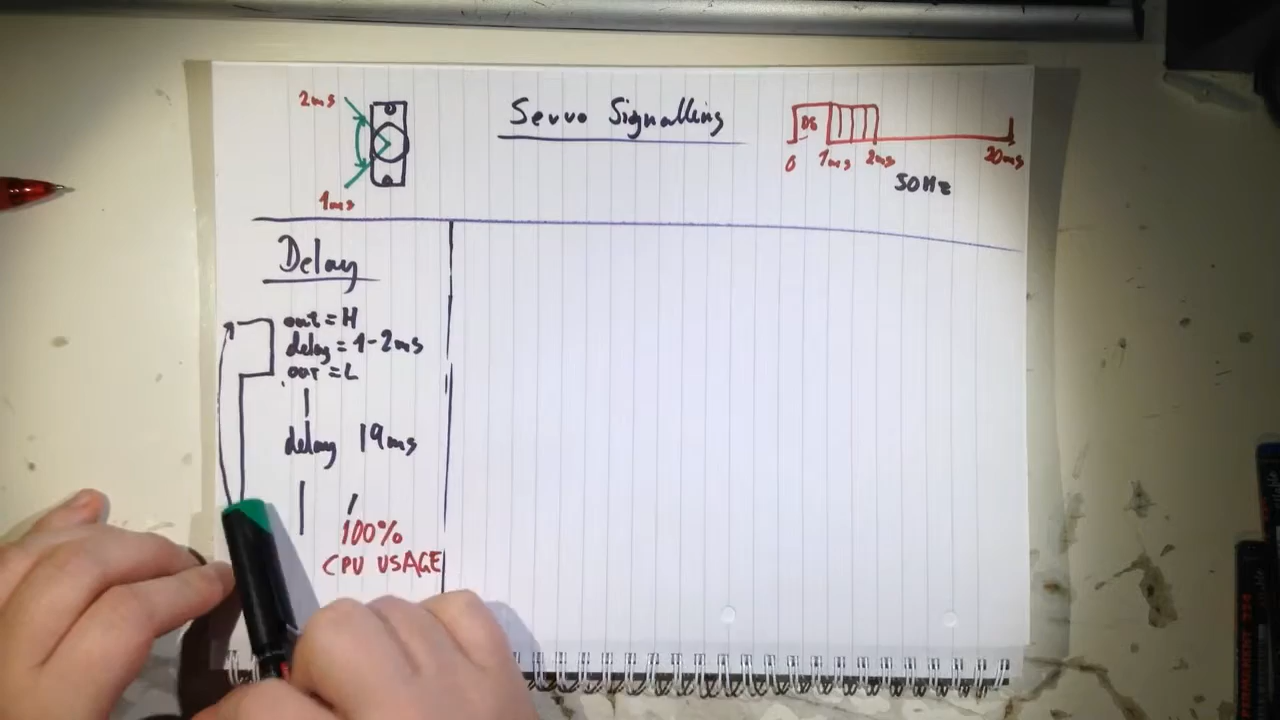 Servo Signalling
2ms
1ms
0 1ms 2ms 20ms
50Hz
Delay
out = H
delay = 1-2ms
out = L
delay 19ms
100%
CPU USAGE